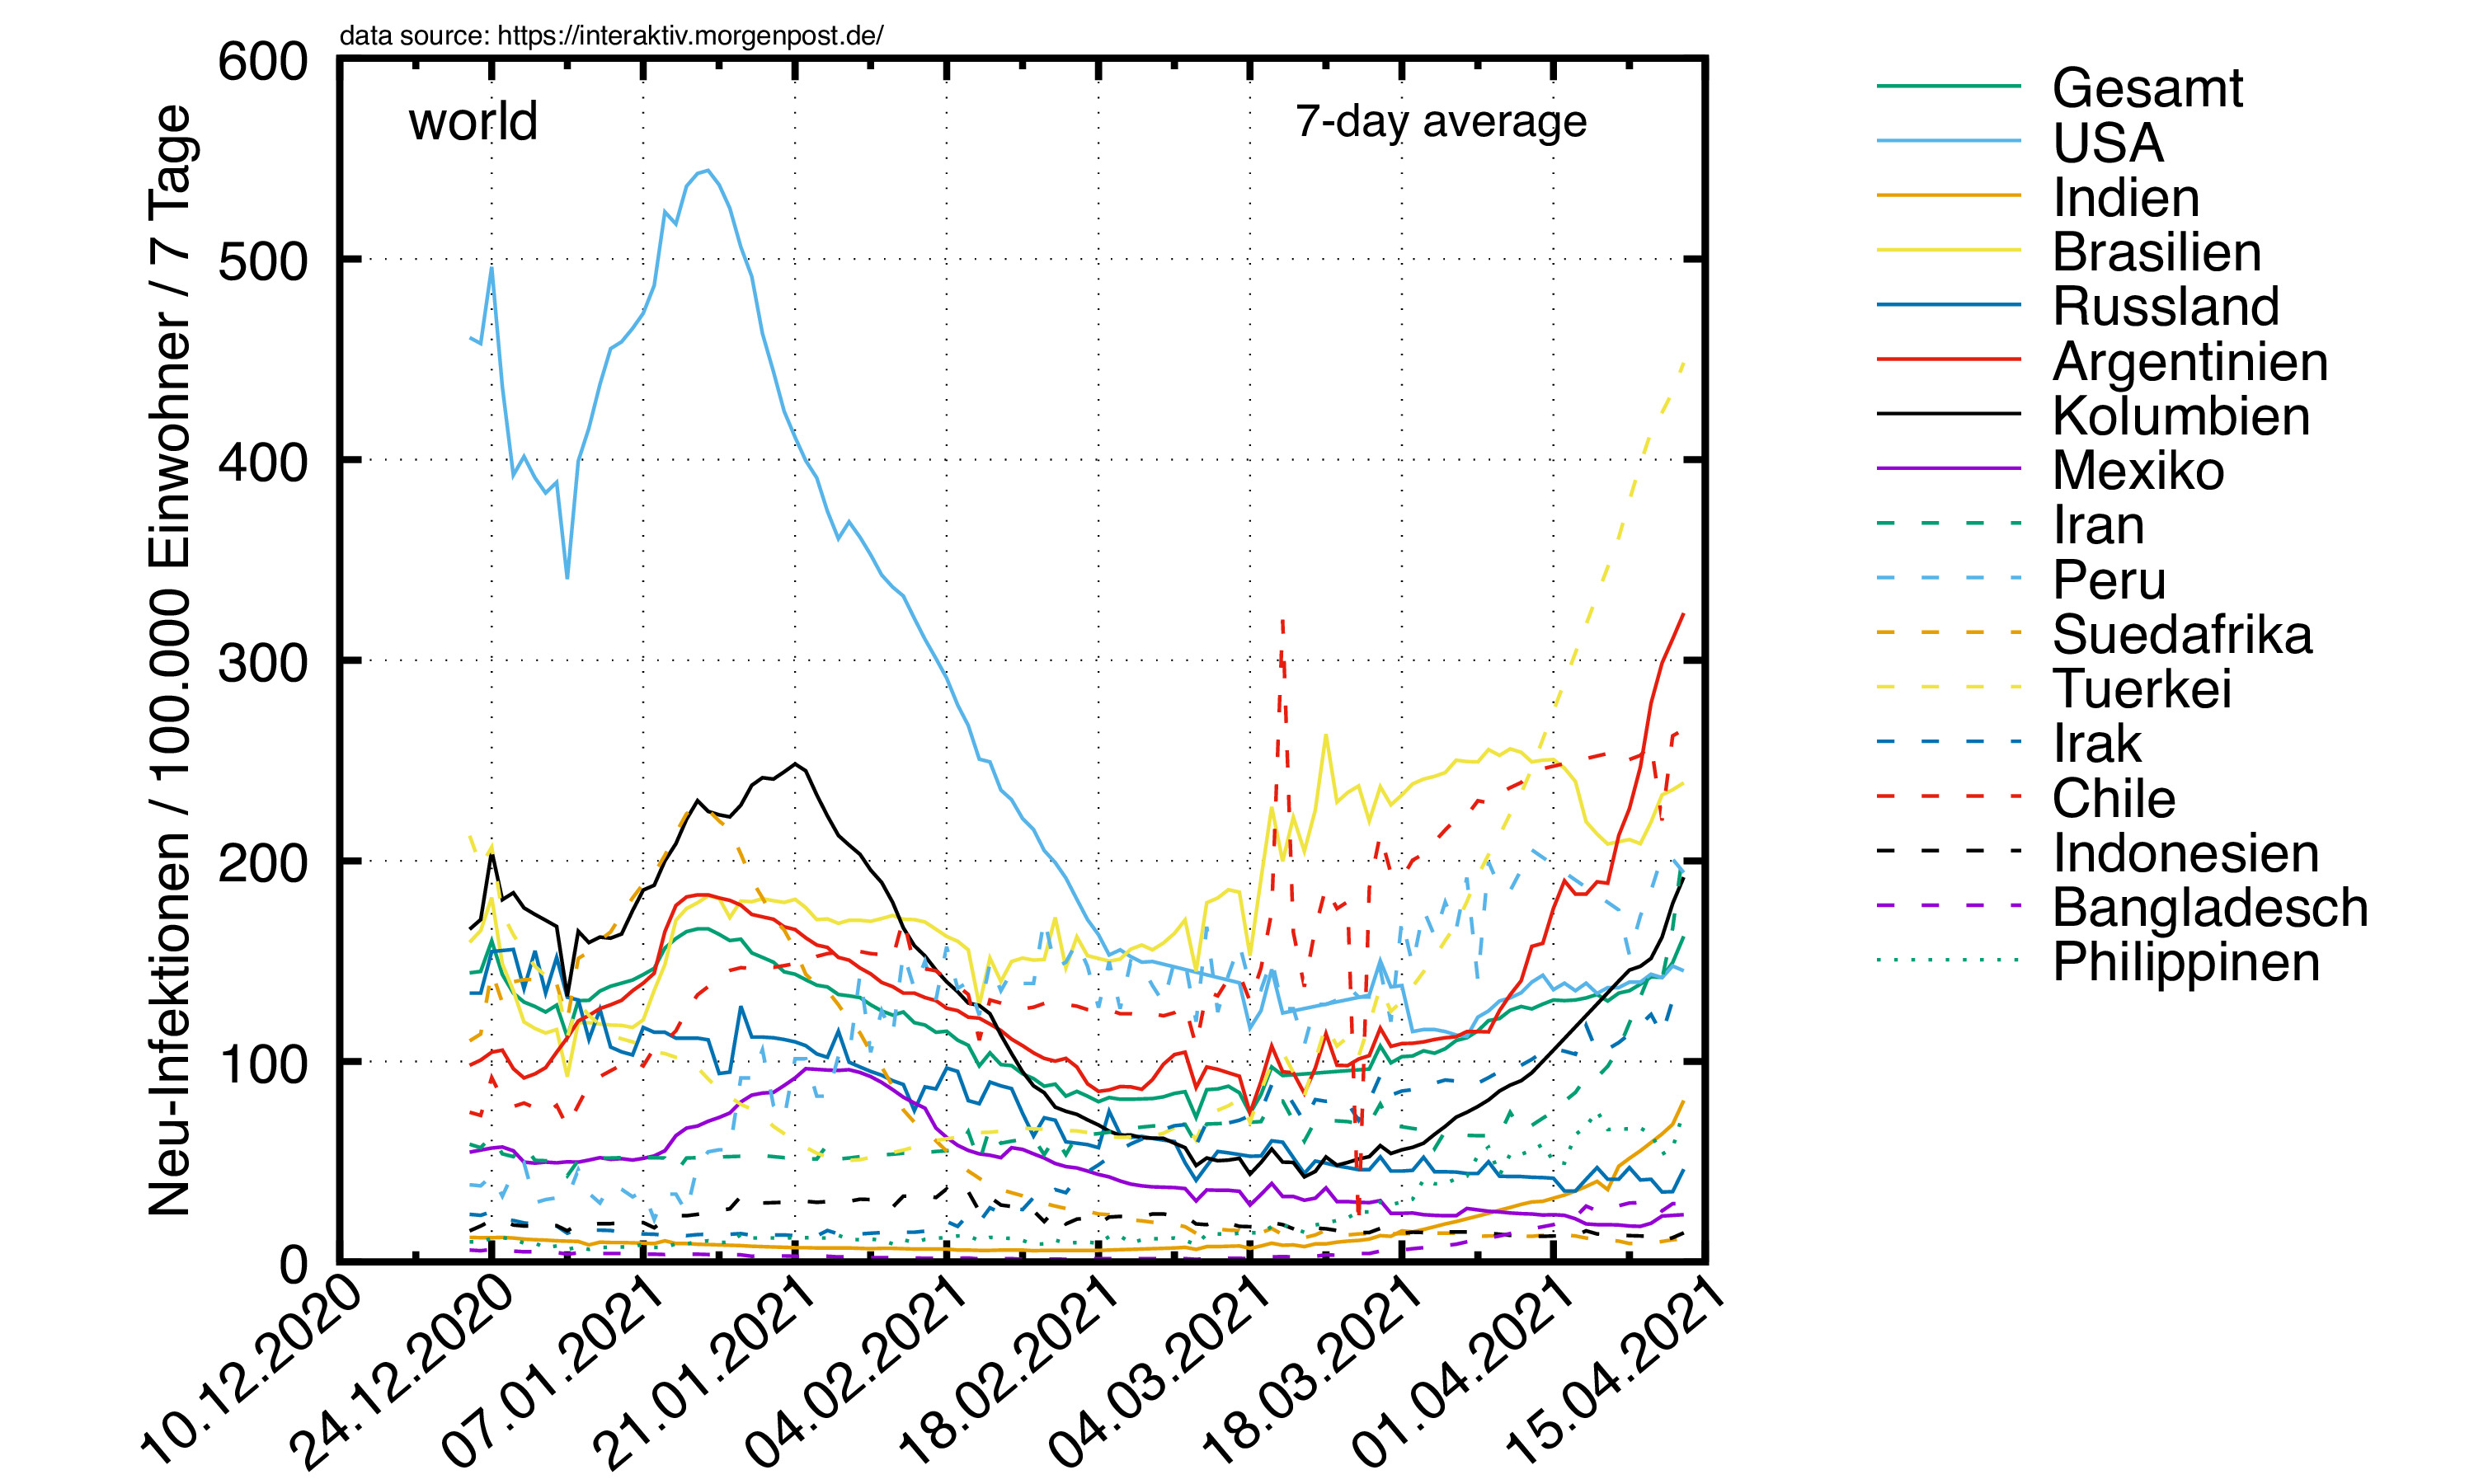 data source: https://interaktiv.morgenpost.de/
world
7-day average
Neu-Infektionen / 100.000 Einwohner / 7 Tage
600
500
400
300
200
100
0
10.12.2020
24.12.2020
07.01.2021
21.01.2021
04.02.2021
18.02.2021
04.03.2021
18.03.2021
01.04.2021
15.04.2021
Gesamt
USA
Indien
Brasilien
Russland
Argentinien
Kolumbien
Mexiko
Iran
Peru
Suedafrika
Tuerkei
Irak
Chile
Indonesien
Bangladesch
Philippinen